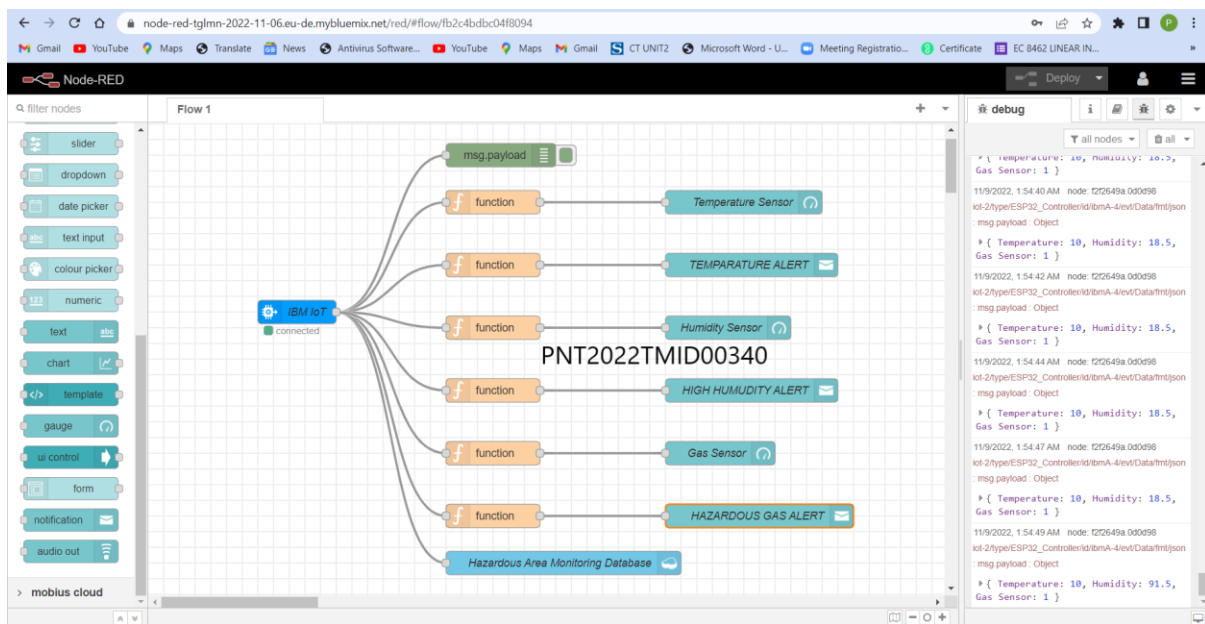 node-red-tglmn-2022-11-06.eu-de.mybluemix.net/red/#flow/fb2c4bdbc04f8094
P
Gmail YouTube Maps Translate News Antivirus Software... YouTube Maps Gmail CT UNIT2 Microsoft Word - U... Meeting Registratio... Certificate EC 8462 LINEAR IN... »
Node-RED
Deploy
filter nodes
Flow 1
debug
i
all nodes
all
slider
dropdown
date picker
text input
abc
colour picker
numeric
123
text
abc
chart
template
</>
gauge
ui control
form
notification
audio out
mobius cloud
IBM IoT
connected
msg.payload
f function
Temperature Sensor
f function
TEMPARATURE ALERT
f function
Humidity Sensor
PNT2022TMID00340
f function
HIGH HUMUDITY ALERT
f function
Gas Sensor
f function
HAZARDOUS GAS ALERT
Hazardous Area Monitoring Database
{ Temperature: 10, Humidity: 18.5,
Gas Sensor: 1 }
11/9/2022, 1:54:40 AM node: f2f2649a.0d0d98
iot-2/type/ESP32_Controller/id/ibmA-4/evt/Data/fmt/json
: msg.payload : Object
{ Temperature: 10, Humidity: 18.5,
Gas Sensor: 1 }
11/9/2022, 1:54:42 AM node: f2f2649a.0d0d98
iot-2/type/ESP32_Controller/id/ibmA-4/evt/Data/fmt/json
: msg.payload : Object
{ Temperature: 10, Humidity: 18.5,
Gas Sensor: 1 }
11/9/2022, 1:54:44 AM node: f2f2649a.0d0d98
iot-2/type/ESP32_Controller/id/ibmA-4/evt/Data/fmt/json
: msg.payload : Object
{ Temperature: 10, Humidity: 18.5,
Gas Sensor: 1 }
11/9/2022, 1:54:47 AM node: f2f2649a.0d0d98
iot-2/type/ESP32_Controller/id/ibmA-4/evt/Data/fmt/json
: msg.payload : Object
{ Temperature: 10, Humidity: 18.5,
Gas Sensor: 1 }
11/9/2022, 1:54:49 AM node: f2f2649a.0d0d98
iot-2/type/ESP32_Controller/id/ibmA-4/evt/Data/fmt/json
: msg.payload : Object
{ Temperature: 10, Humidity: 91.5,
Gas Sensor: 1 }